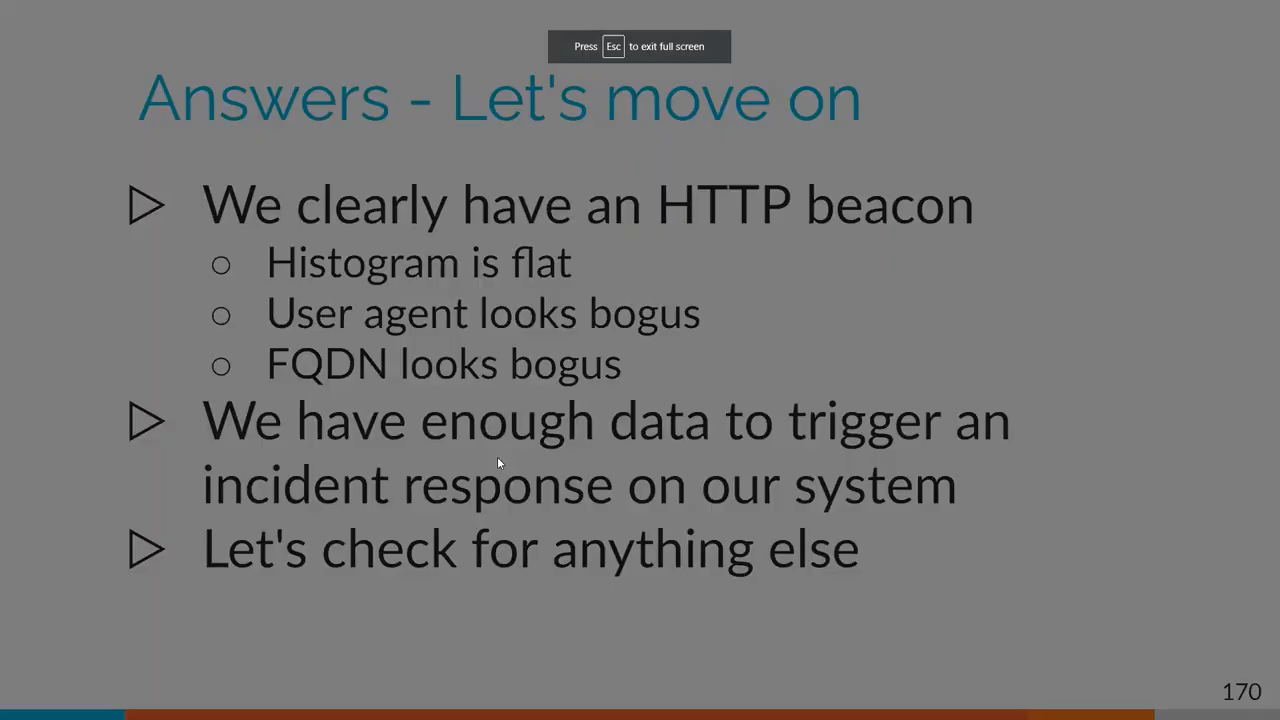 Press Esc to exit full screen
Answers - Let's move on
We clearly have an HTTP beacon
Histogram is flat
User agent looks bogus
FQDN looks bogus
We have enough data to trigger an
incident response on our system
Let's check for anything else
170